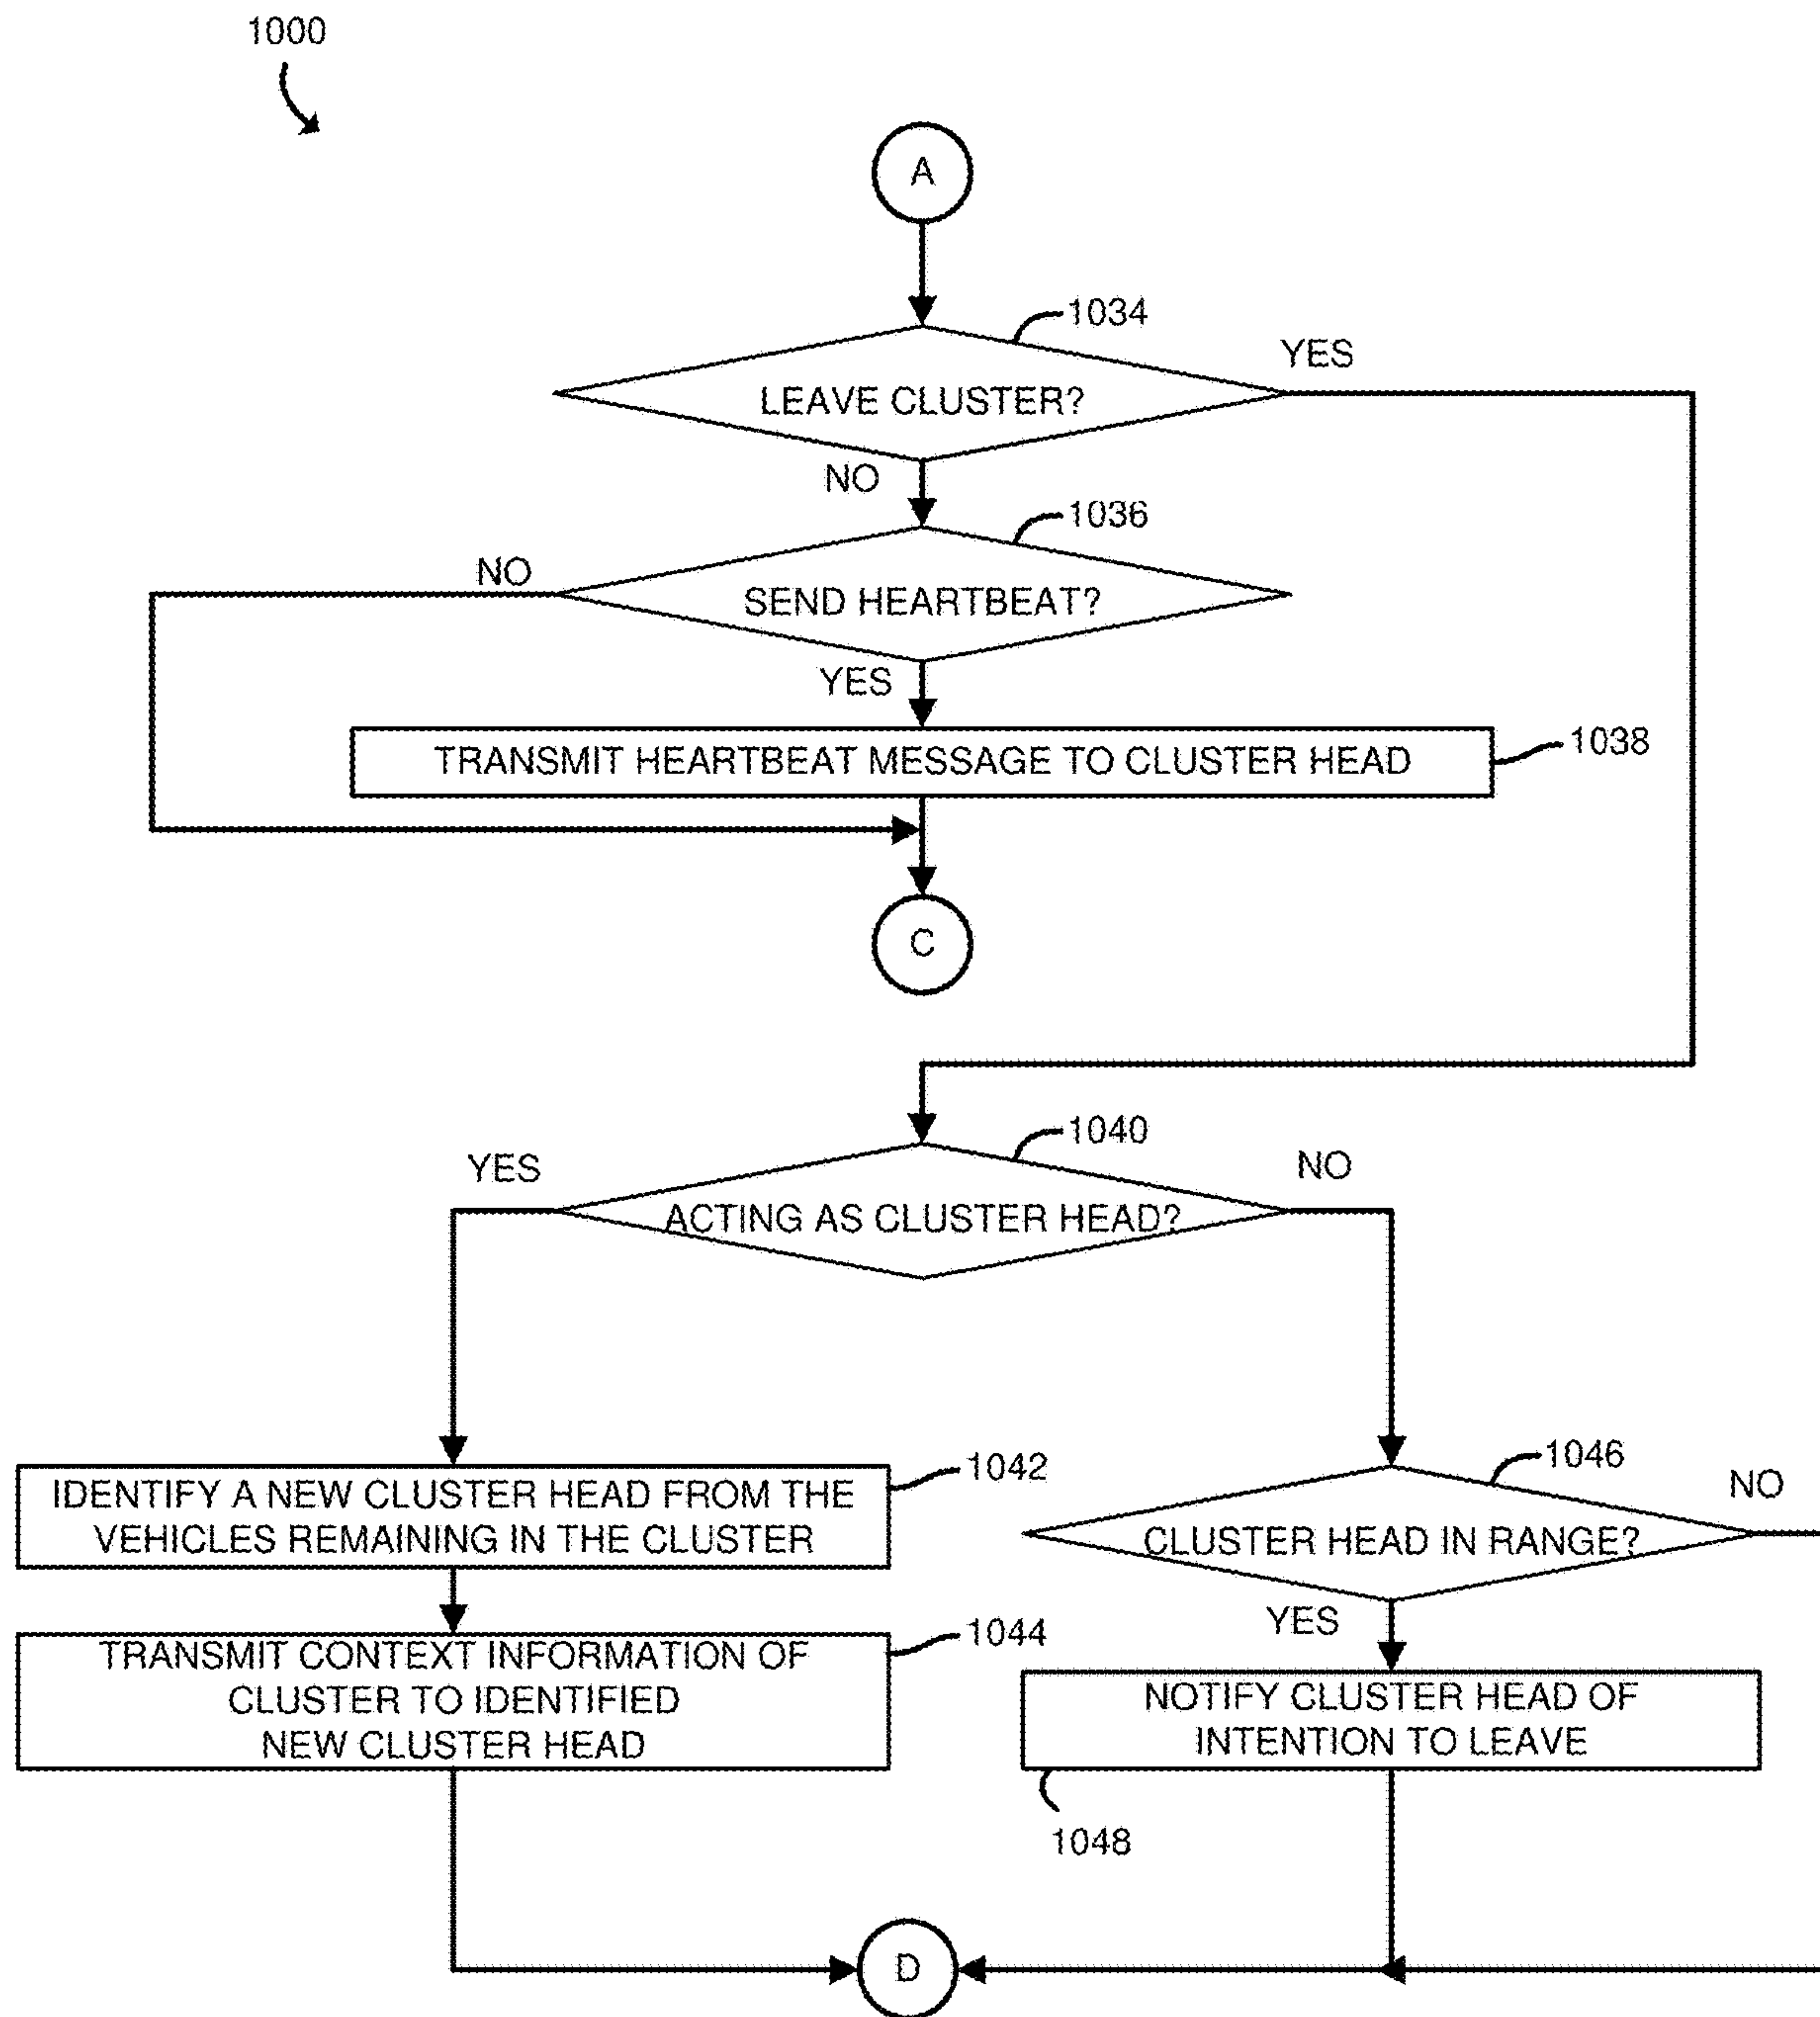 1000
A
1034
YES
LEAVE CLUSTER?
NO
1036
NO
SEND HEARTBEAT?
YES
TRANSMIT HEARTBEAT MESSAGE TO CLUSTER HEAD
1038
C
1040
YES
NO
ACTING AS CLUSTER HEAD?
1042
IDENTIFY A NEW CLUSTER HEAD FROM THE
VEHICLES REMAINING IN THE CLUSTER
1046
NO
CLUSTER HEAD IN RANGE?
YES
1044
TRANSMIT CONTEXT INFORMATION OF
CLUSTER TO IDENTIFIED
NEW CLUSTER HEAD
NOTIFY CLUSTER HEAD OF
INTENTION TO LEAVE
1048
D